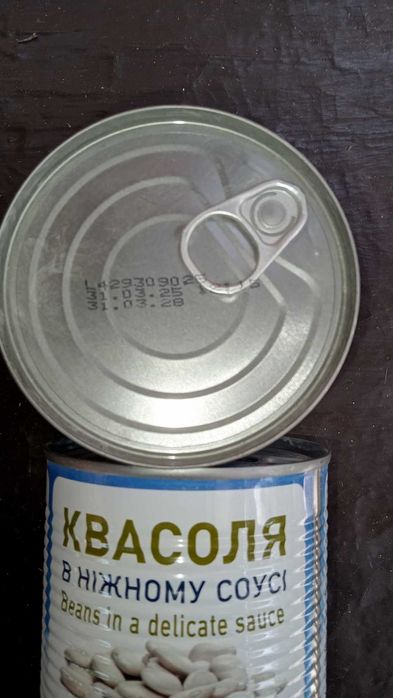 31.03.25
31.03.28
КВАСОЛЯ
В НІЖНОМУ СОУСІ
Beans in a delicate sauce